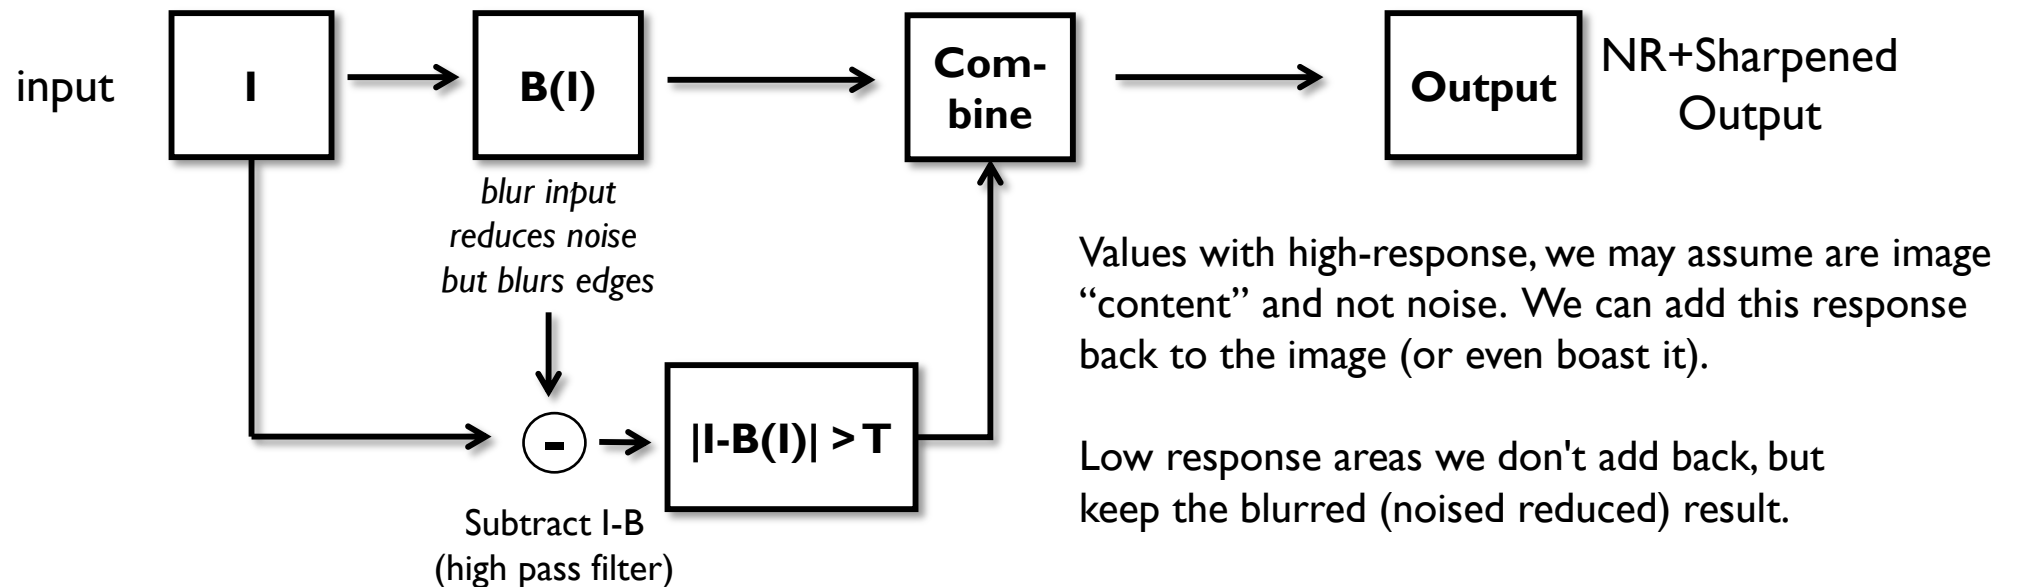 input
I
B(I)
Com-
bine
Output
NR+Sharpened
Output
blur input
reduces noise
but blurs edges
-
|I-B(I)| > T
Subtract I-B
(high pass filter)
Values with high-response, we may assume are image
“content” and not noise. We can add this response
back to the image (or even boast it).
Low response areas we don't add back, but
keep the blurred (noised reduced) result.